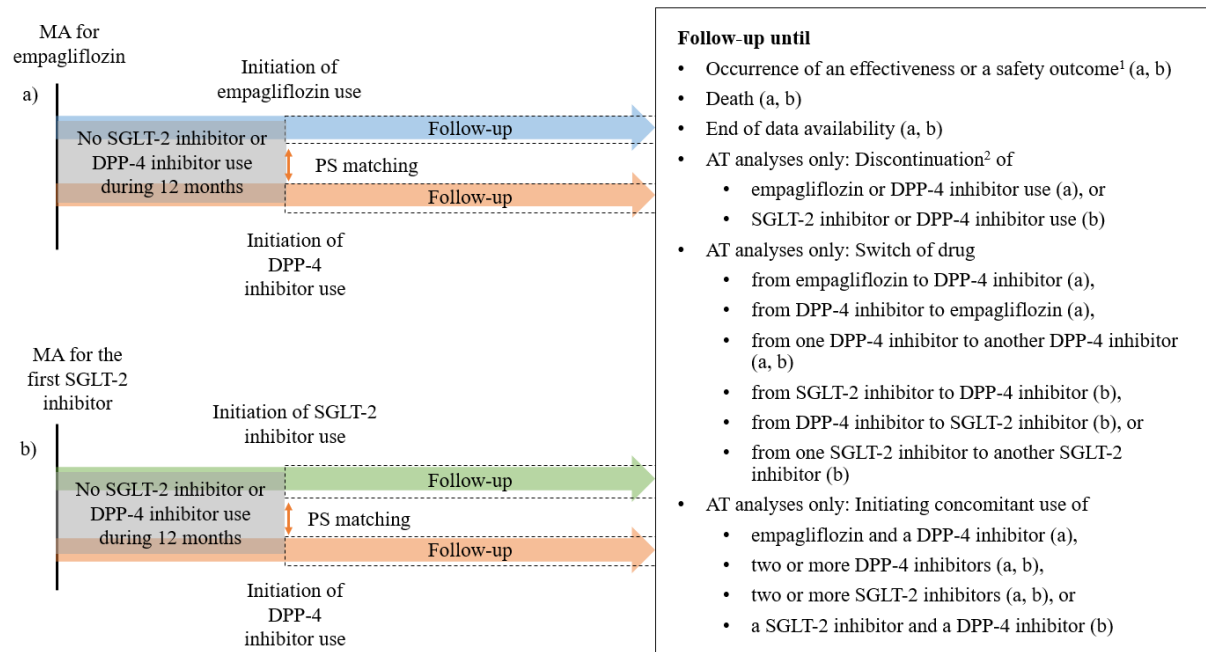 MA for
empagliflozin
Initiation of
empagliflozin use
a)
No SGLT-2 inhibitor or
DPP-4 inhibitor use
during 12 months
Follow-up
PS matching
Follow-up
Initiation of
DPP-4
inhibitor use
MA for the
first SGLT-2
inhibitor
Initiation of SGLT-2
inhibitor use
b)
No SGLT-2 inhibitor or
DPP-4 inhibitor use
during 12 months
Follow-up
PS matching
Follow-up
Initiation of
DPP-4
inhibitor use
Follow-up until
• Occurrence of an effectiveness or a safety outcome¹ (a, b)
• Death (a, b)
• End of data availability (a, b)
• AT analyses only: Discontinuation² of
• empagliflozin or DPP-4 inhibitor use (a), or
• SGLT-2 inhibitor or DPP-4 inhibitor use (b)
• AT analyses only: Switch of drug
• from empagliflozin to DPP-4 inhibitor (a),
• from DPP-4 inhibitor to empagliflozin (a),
• from one DPP-4 inhibitor to another DPP-4 inhibitor
(a, b)
• from SGLT-2 inhibitor to DPP-4 inhibitor (b),
• from DPP-4 inhibitor to SGLT-2 inhibitor (b), or
• from one SGLT-2 inhibitor to another SGLT-2
inhibitor (b)
• AT analyses only: Initiating concomitant use of
• empagliflozin and a DPP-4 inhibitor (a),
• two or more DPP-4 inhibitors (a, b),
• two or more SGLT-2 inhibitors (a, b), or
• a SGLT-2 inhibitor and a DPP-4 inhibitor (b)